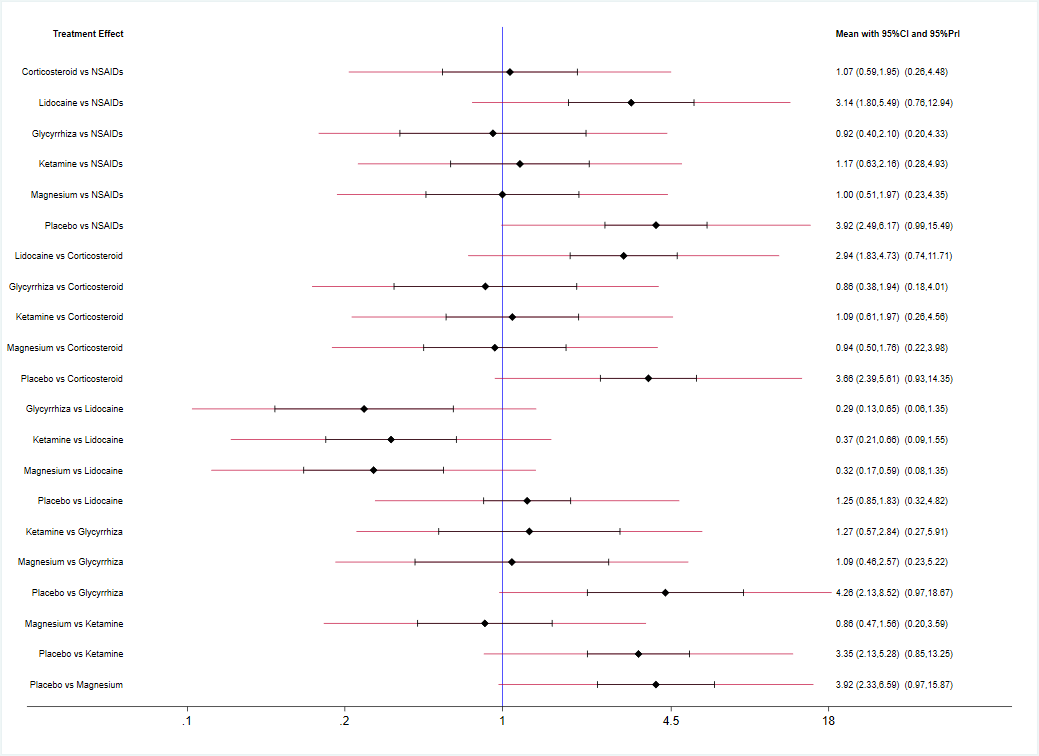 Treatment Effect Mean with 95%CI and 95%PrI
Corticosteroid vs NSAIDs 1.07 (0.59,1.95) (0.26,4.48)
Lidocaine vs NSAIDs 3.14 (1.80,5.49) (0.76,12.94)
Glycyrrhiza vs NSAIDs 0.92 (0.40,2.10) (0.20,4.33)
Ketamine vs NSAIDs 1.17 (0.63,2.16) (0.28,4.93)
Magnesium vs NSAIDs 1.00 (0.51,1.97) (0.23,4.35)
Placebo vs NSAIDs 3.92 (2.49,6.17) (0.99,15.49)
Lidocaine vs Corticosteroid 2.94 (1.83,4.73) (0.74,11.71)
Glycyrrhiza vs Corticosteroid 0.86 (0.38,1.94) (0.18,4.01)
Ketamine vs Corticosteroid 1.09 (0.61,1.97) (0.26,4.56)
Magnesium vs Corticosteroid 0.94 (0.50,1.76) (0.22,3.98)
Placebo vs Corticosteroid 3.66 (2.39,5.61) (0.93,14.35)
Glycyrrhiza vs Lidocaine 0.29 (0.13,0.65) (0.06,1.35)
Ketamine vs Lidocaine 0.37 (0.21,0.66) (0.09,1.55)
Magnesium vs Lidocaine 0.32 (0.17,0.59) (0.08,1.35)
Placebo vs Lidocaine 1.25 (0.85,1.83) (0.32,4.82)
Ketamine vs Glycyrrhiza 1.27 (0.57,2.84) (0.27,5.91)
Magnesium vs Glycyrrhiza 1.09 (0.46,2.57) (0.23,5.22)
Placebo vs Glycyrrhiza 4.26 (2.13,8.52) (0.97,18.67)
Magnesium vs Ketamine 0.86 (0.47,1.56) (0.20,3.59)
Placebo vs Ketamine 3.35 (2.13,5.28) (0.85,13.25)
Placebo vs Magnesium 3.92 (2.33,6.59) (0.97,15.87)
.1 .2 1 4.5 18